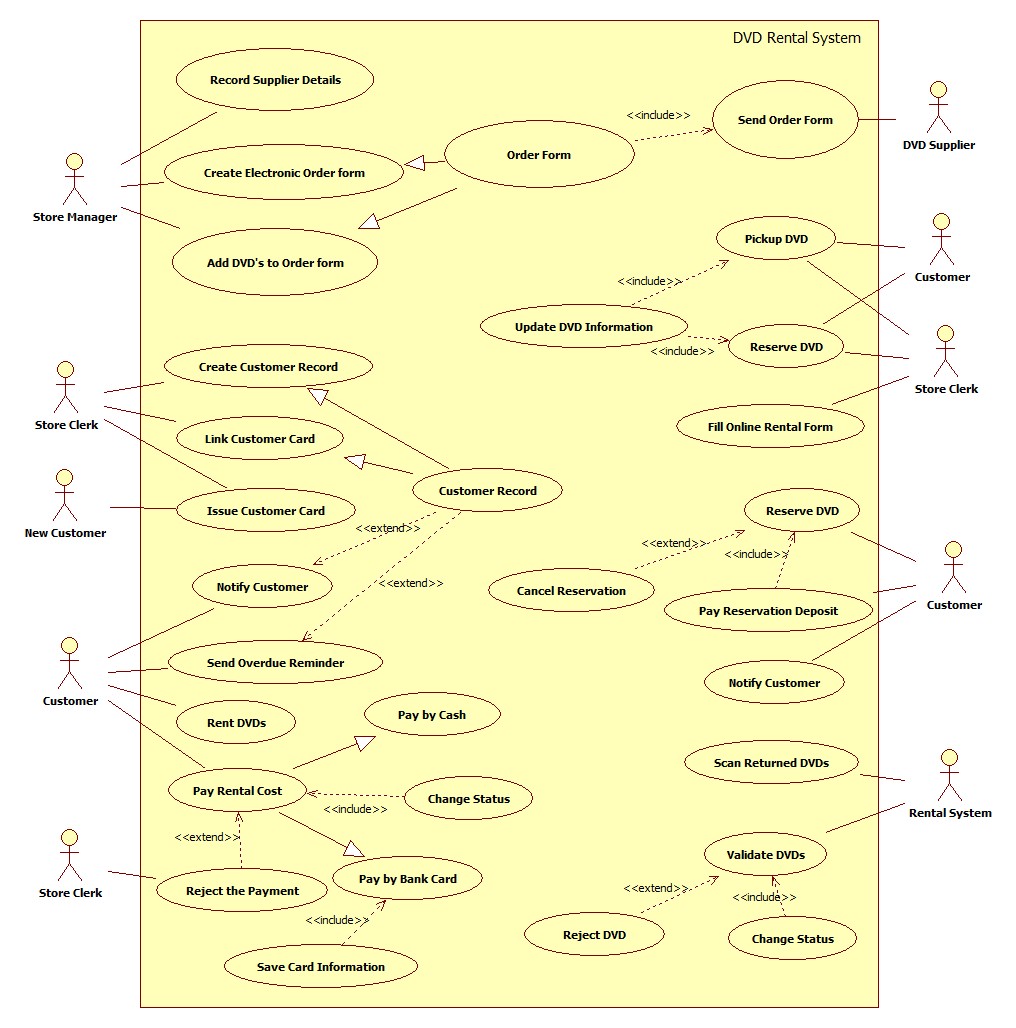 DVD Rental System
Record Supplier Details
<<include>>
Send Order Form
DVD Supplier
Order Form
Create Electronic Order form
Store Manager
Add DVD's to Order form
Pickup DVD
Customer
<<include>>
Update DVD Information
Reserve DVD
<<include>>
Store Clerk
Create Customer Record
Store Clerk
Link Customer Card
Fill Online Rental Form
Customer Record
Issue Customer Card
New Customer
Reserve DVD
<<extend>>
<<extend>>
<<include>>
Notify Customer
<<extend>>
Cancel Reservation
Pay Reservation Deposit
Customer
Send Overdue Reminder
Notify Customer
Customer
Rent DVDs
Pay by Cash
Scan Returned DVDs
Pay Rental Cost
Change Status
<<include>>
Rental System
<<extend>>
Validate DVDs
Store Clerk
Reject the Payment
Pay by Bank Card
<<extend>>
<<include>>
<<include>>
Reject DVD
Change Status
Save Card Information